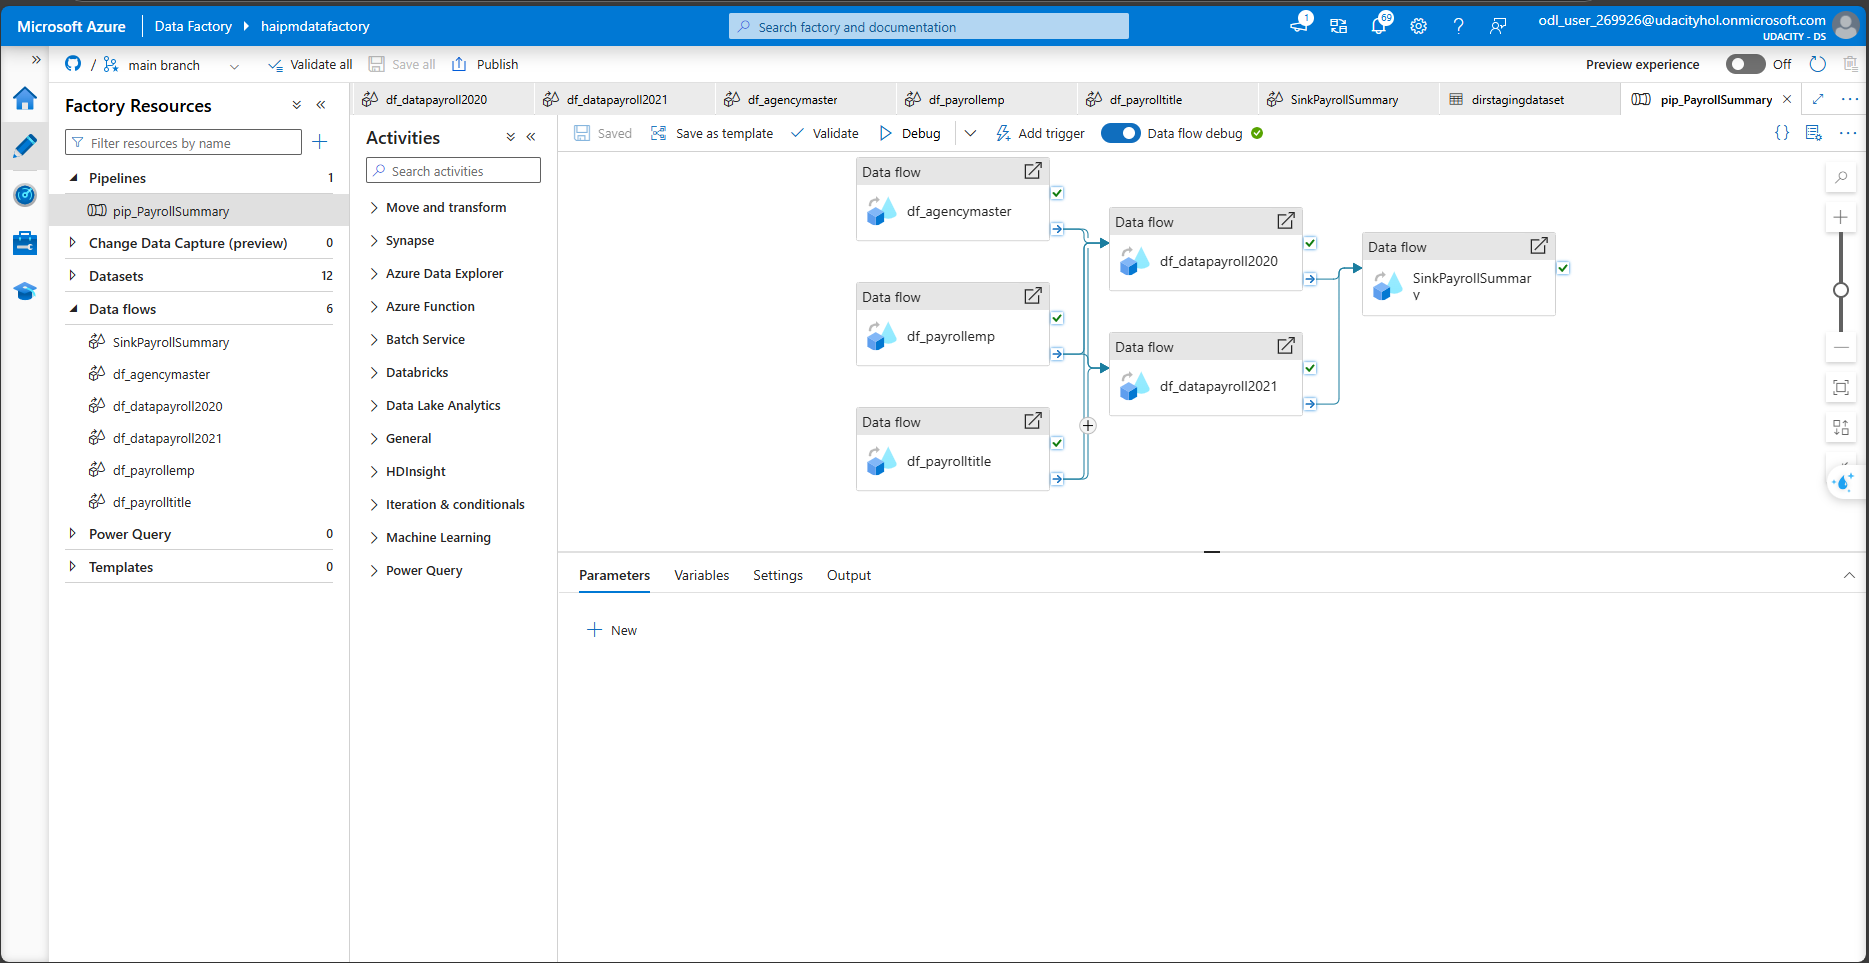 Microsoft Azure
Data Factory
haipmdatafactory
Search factory and documentation
1
69
odl_user_269926@udacityhol.onmicrosoft.com
UDACITY - DS
/
main branch
Validate all
Save all
Publish
Preview experience
Off
Factory Resources
Filter resources by name
Pipelines 1
pip_PayrollSummary
Change Data Capture (preview) 0
Datasets 12
Data flows 6
SinkPayrollSummary
df_agencymaster
df_datapayroll2020
df_datapayroll2021
df_payrollemp
df_payrolltitle
Power Query 0
Templates 0
df_datapayroll2020
df_datapayroll2021
df_agencymaster
df_payrollemp
df_payrolltitle
SinkPayrollSummary
dirstagingdataset
pip_PayrollSummary
Activities
Search activities
Move and transform
Synapse
Azure Data Explorer
Azure Function
Batch Service
Databricks
Data Lake Analytics
General
HDInsight
Iteration & conditionals
Machine Learning
Power Query
Saved
Save as template
Validate
Debug
Add trigger
Data flow debug
{}
Data flow
df_agencymaster
Data flow
df_payrollemp
Data flow
df_payrolltitle
Data flow
df_datapayroll2020
Data flow
df_datapayroll2021
Data flow
SinkPayrollSummar
y
Parameters
Variables
Settings
Output
New